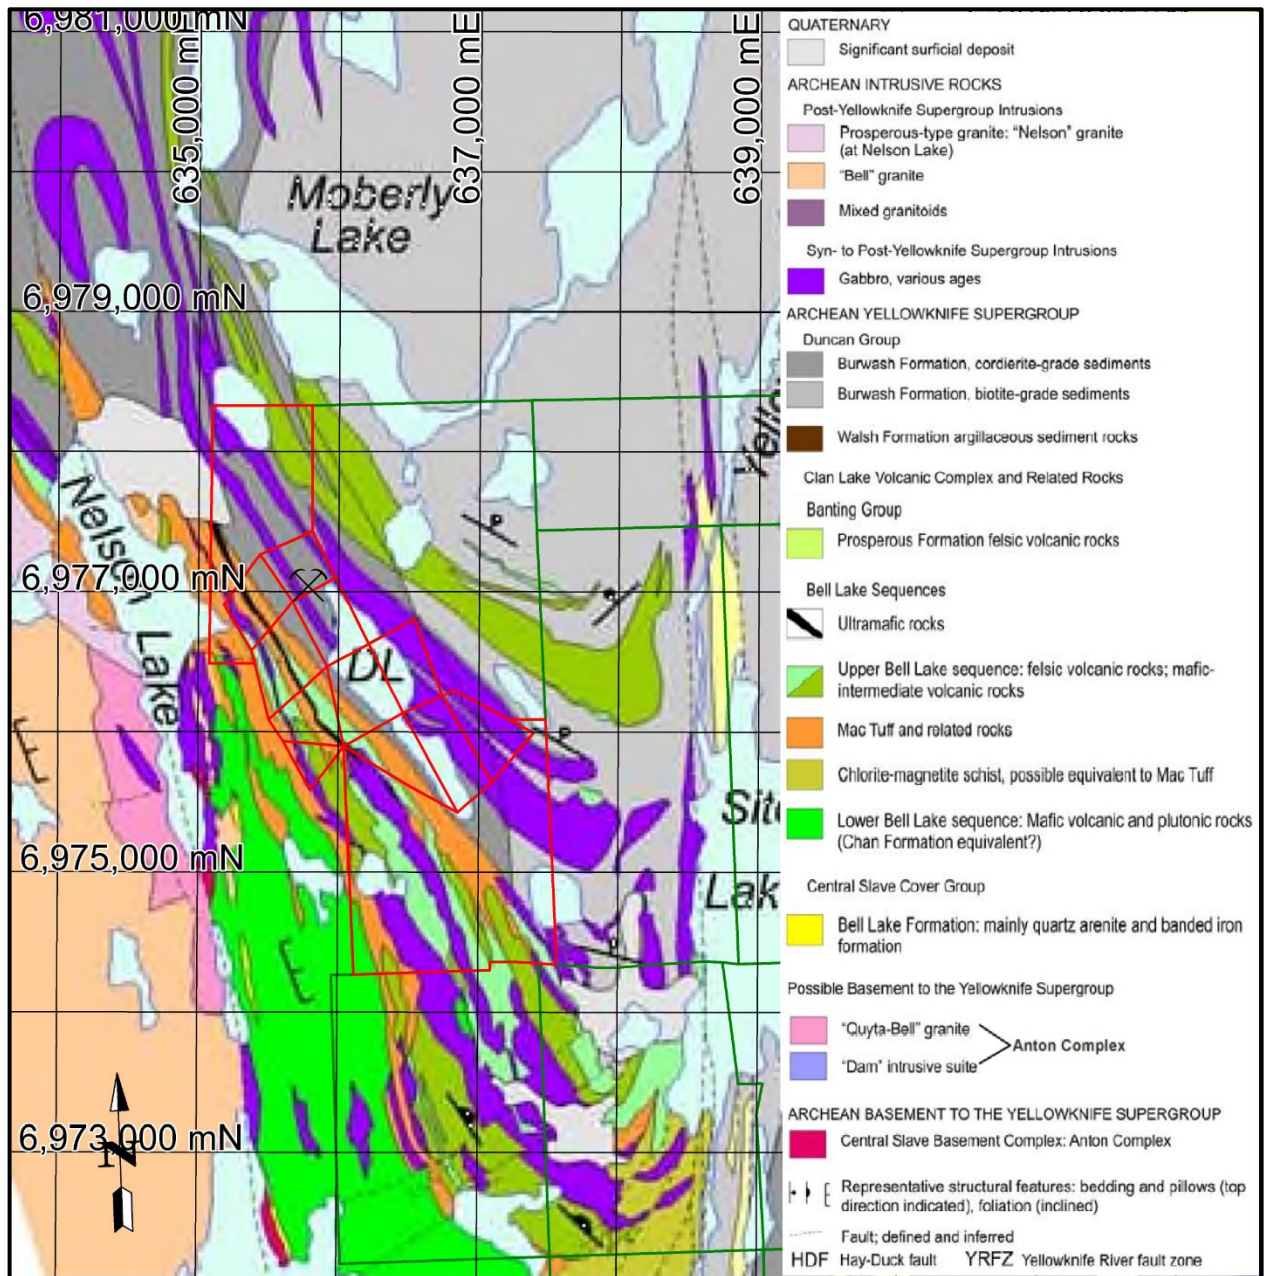 6,981,000 mN
635,000 mE
637,000 mE
639,000 mE
Moberly
Lake
6,979,000 mN
Nelson Lake
6,977,000 mN
DL
6,975,000 mN
Lak
6,973,000 mN
N
QUATERNARY
Significant surficial deposit
ARCHEAN INTRUSIVE ROCKS
Post-Yellowknife Supergroup Intrusions
Prosperous-type granite: “Nelson” granite
(at Nelson Lake)
“Bell” granite
Mixed granitoids
Syn- to Post-Yellowknife Supergroup Intrusions
Gabbro, various ages
ARCHEAN YELLOWKNIFE SUPERGROUP
Duncan Group
Burwash Formation, cordierite-grade sediments
Burwash Formation, biotite-grade sediments
Walsh Formation argillaceous sediment rocks
Clan Lake Volcanic Complex and Related Rocks
Banting Group
Prosperous Formation felsic volcanic rocks
Bell Lake Sequences
Ultramafic rocks
Upper Bell Lake sequence: felsic volcanic rocks; mafic-
intermediate volcanic rocks
Mac Tuff and related rocks
Chlorite-magnetite schist, possible equivalent to Mac Tuff
Lower Bell Lake sequence: Mafic volcanic and plutonic rocks
(Chan Formation equivalent?)
Central Slave Cover Group
Bell Lake Formation: mainly quartz arenite and banded iron
formation
Possible Basement to the Yellowknife Supergroup
“Quyta-Bell” granite
“Dam” intrusive suite
Anton Complex
ARCHEAN BASEMENT TO THE YELLOWKNIFE SUPERGROUP
Central Slave Basement Complex: Anton Complex
Representative structural features: bedding and pillows (top
direction indicated), foliation (inclined)
Fault; defined and inferred
HDF Hay-Duck fault YRFZ Yellowknife River fault zone